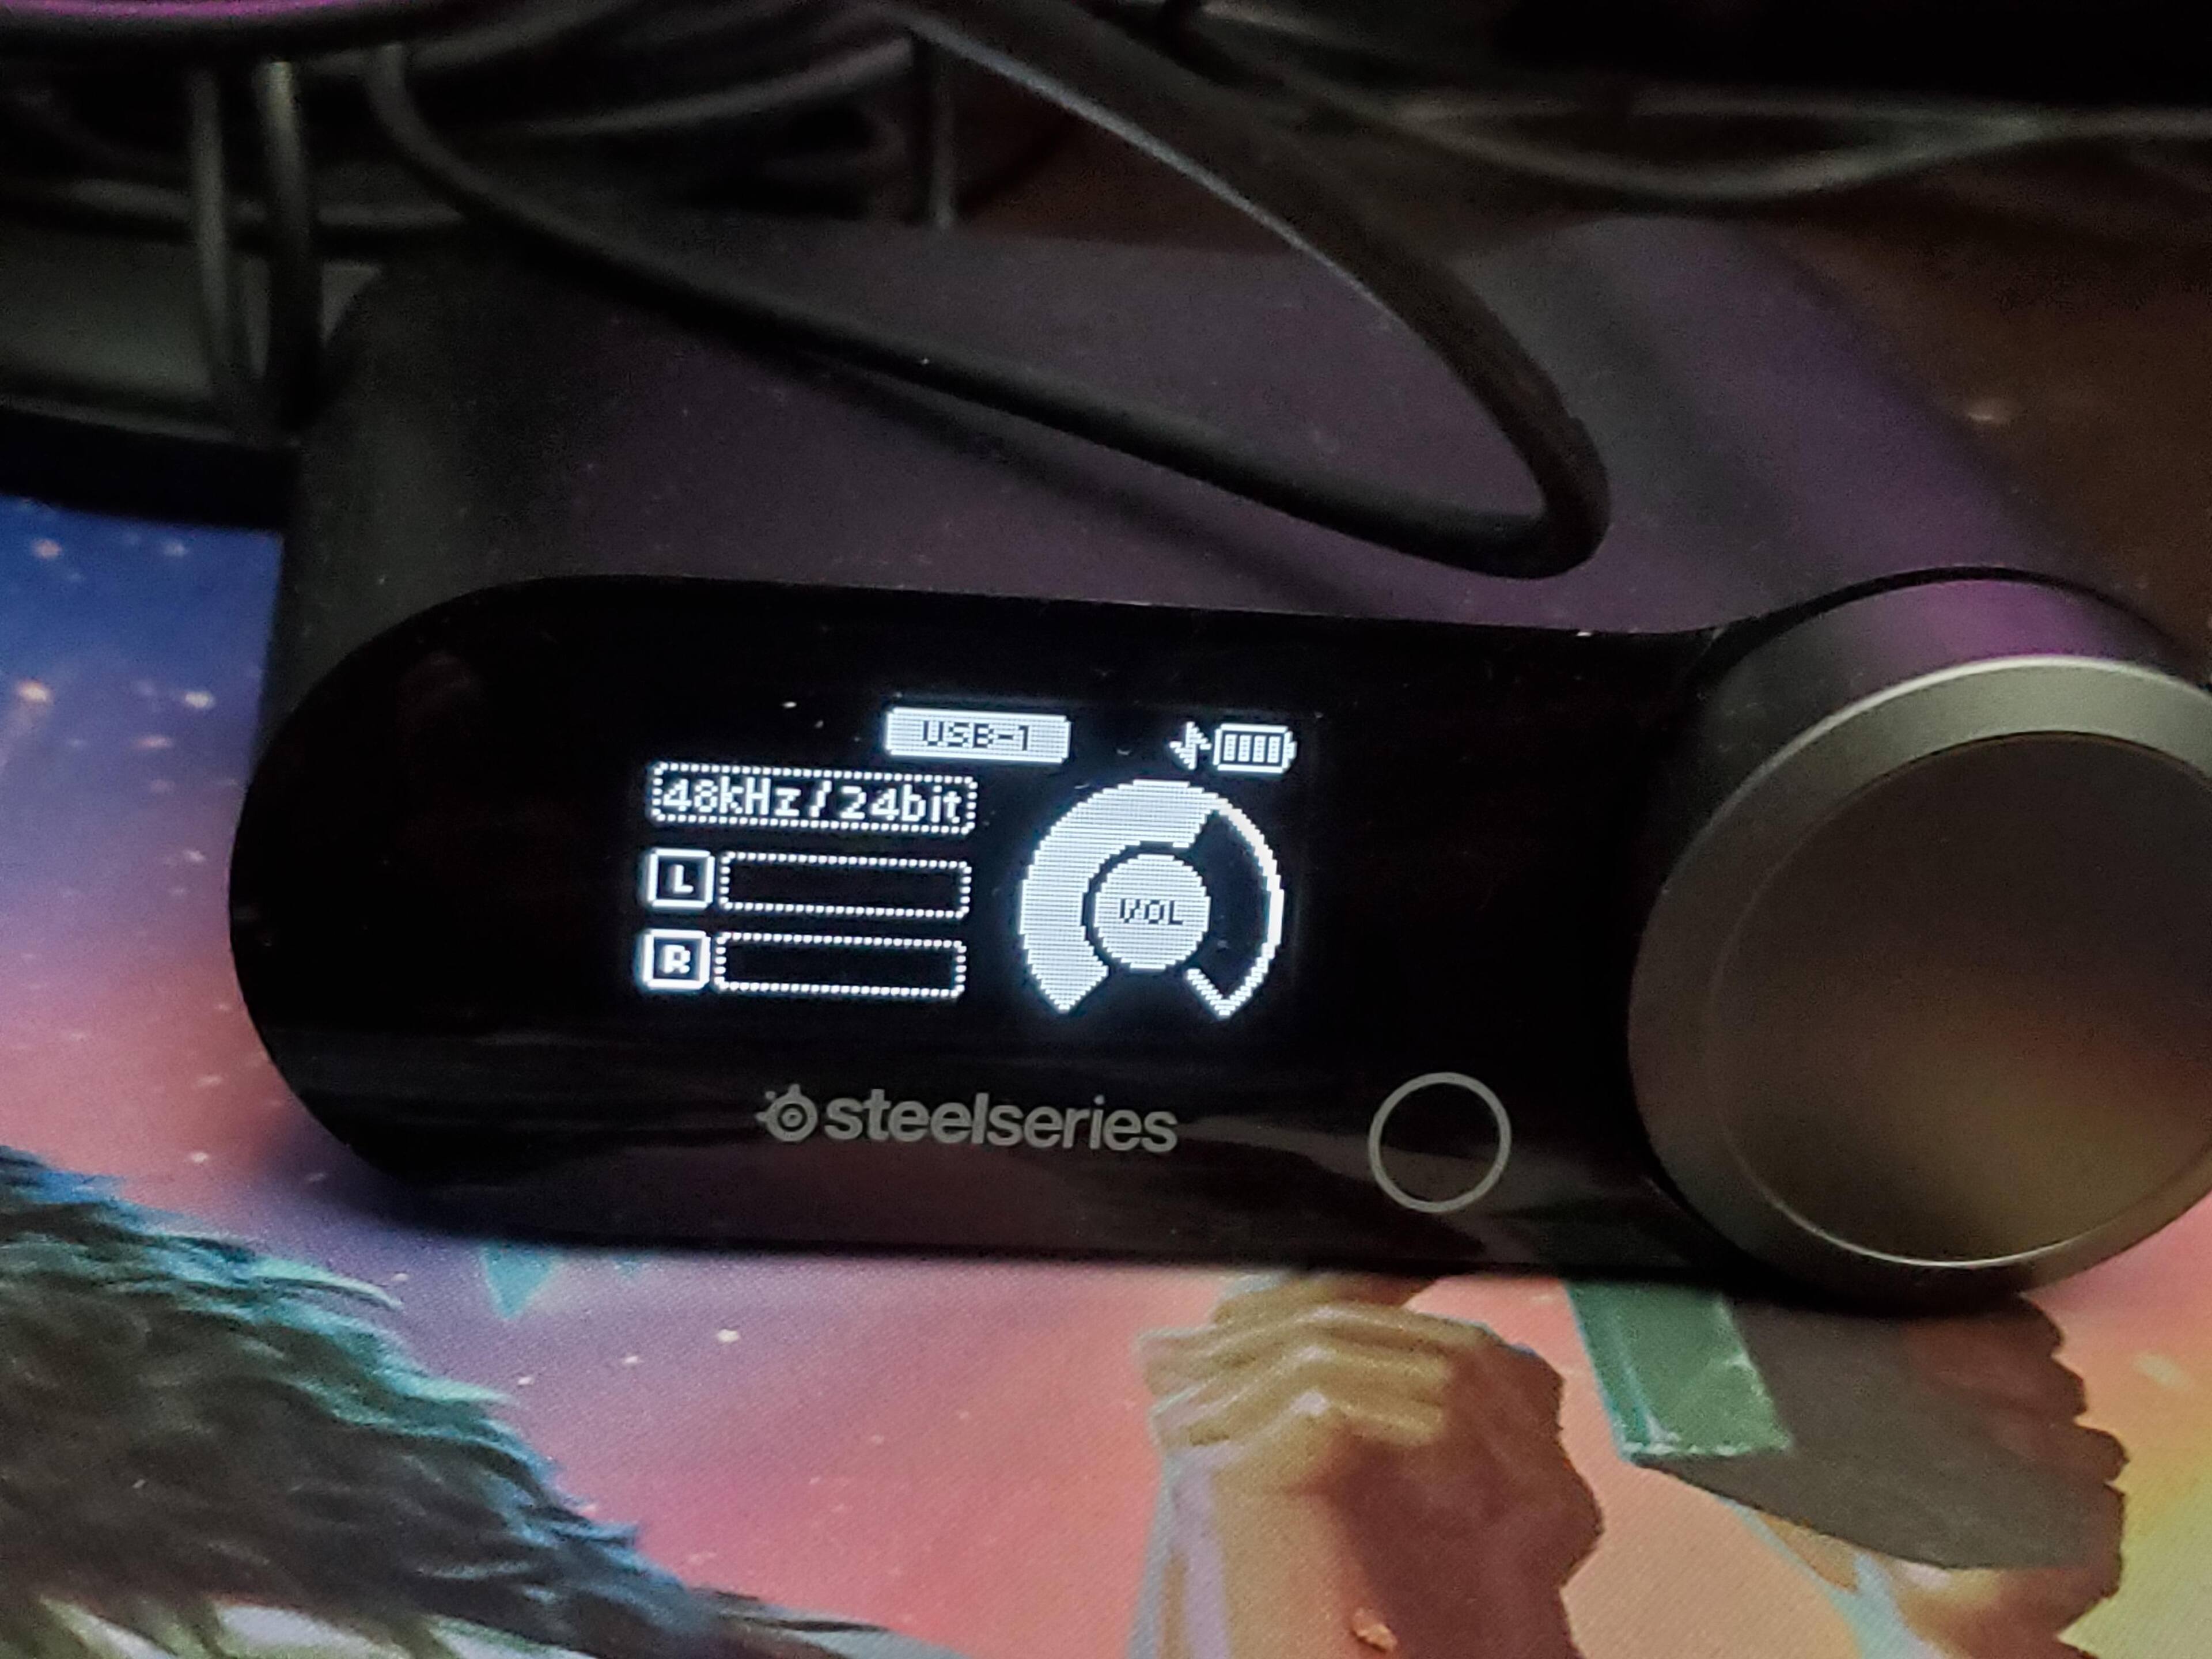 USB-1
48kHz/24bit
L
R
VOL
steelseries